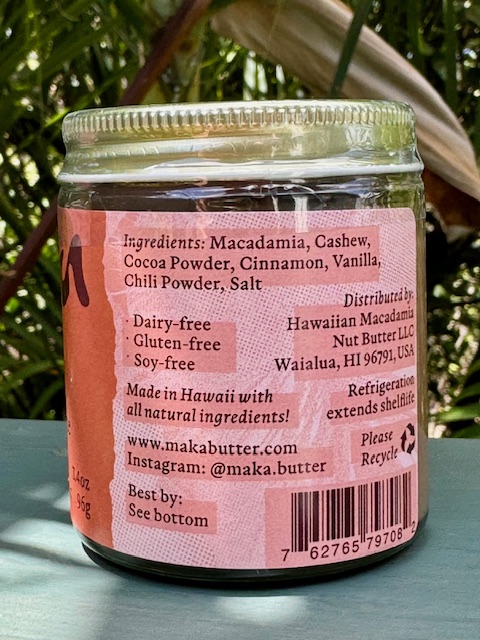 Ingredients: Macadamia, Cashew,
Cocoa Powder, Cinnamon, Vanilla,
Chili Powder, Salt
· Dairy-free
· Gluten-free
· Soy-free
Made in Hawaii with
all natural ingredients!
www.makabutter.com
Instagram: @maka.butter
Best by:
See bottom
Distributed by:
Hawaiian Macadamia
Nut Butter LLC
Waialua, HI 96791, USA
Refrigeration
extends shelflife
Please
Recycle
7 62765 79708 2